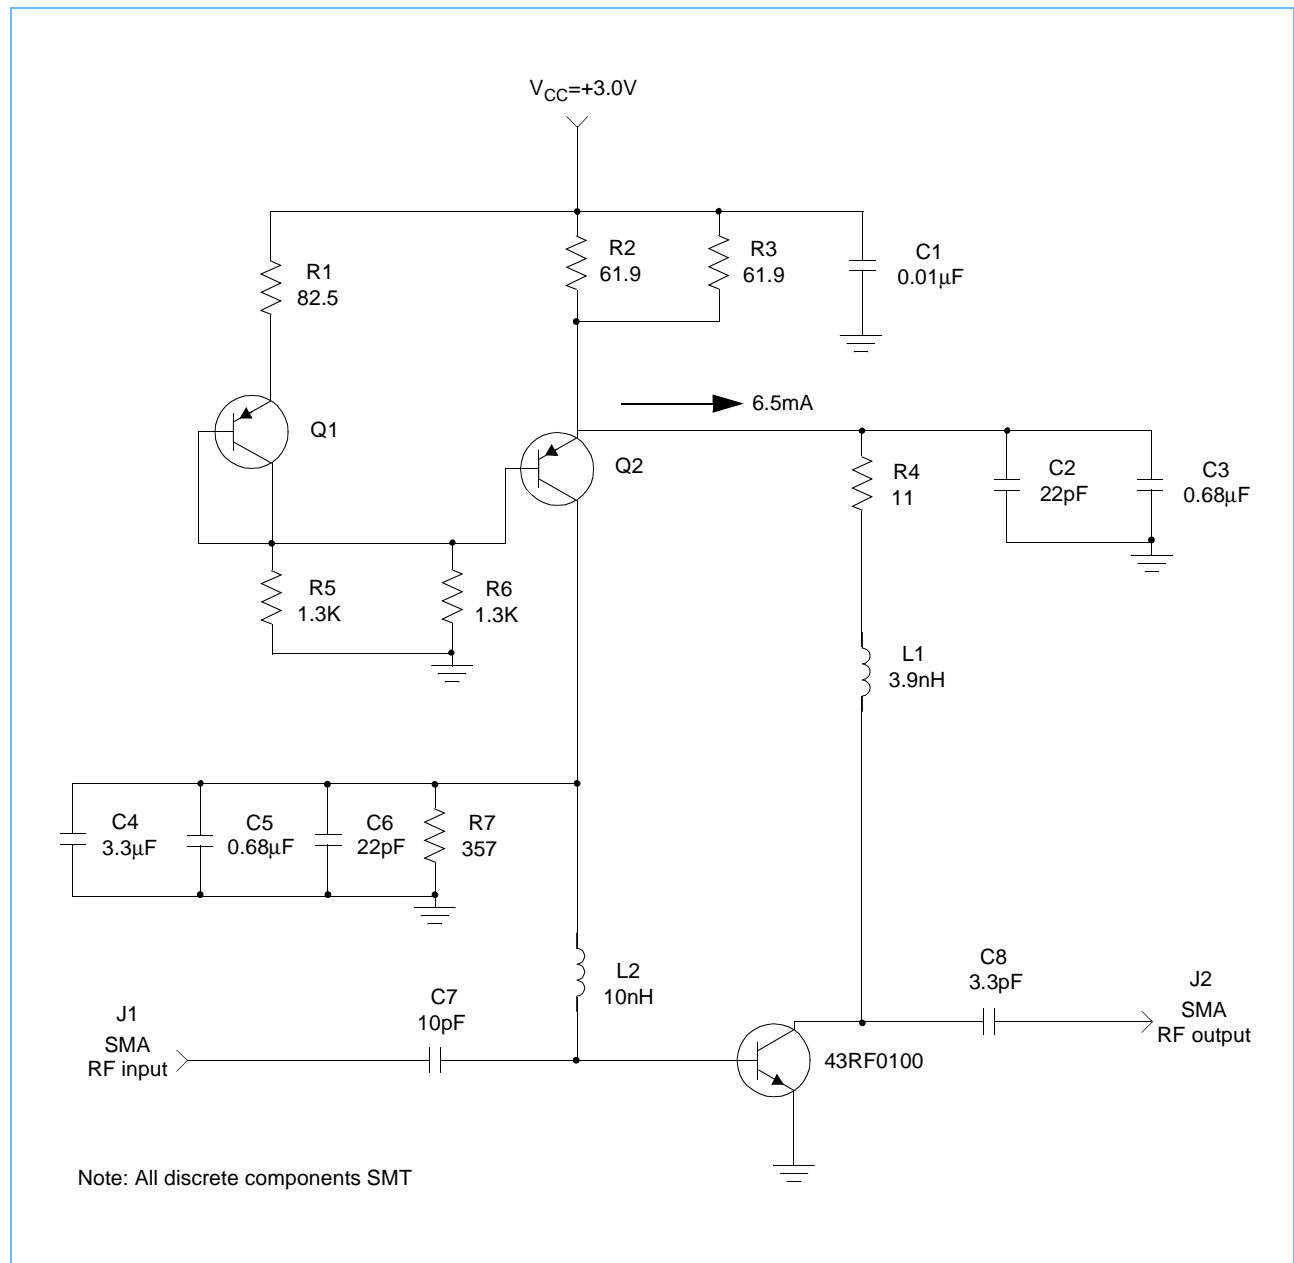 VCC=+3.0V
R1
82.5
R2
61.9
R3
61.9
C1
0.01μF
6.5mA
Q1
Q2
R4
11
C2
22pF
C3
0.68μF
R5
1.3K
R6
1.3K
L1
3.9nH
C4
3.3μF
C5
0.68μF
C6
22pF
R7
357
L2
10nH
C7
10pF
C8
3.3pF
J1
SMA
RF input
J2
SMA
RF output
43RF0100
Note: All discrete components SMT